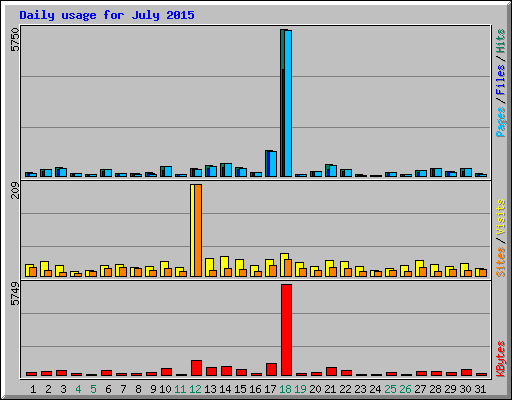 Daily usage for July 2015
5750
Pages / Files / Hits
209
Sites / Visits
5749
KBytes
1 2 3 4 5 6 7 8 9 10 11 12 13 14 15 16 17 18 19 20 21 22 23 24 25 26 27 28 29 30 31